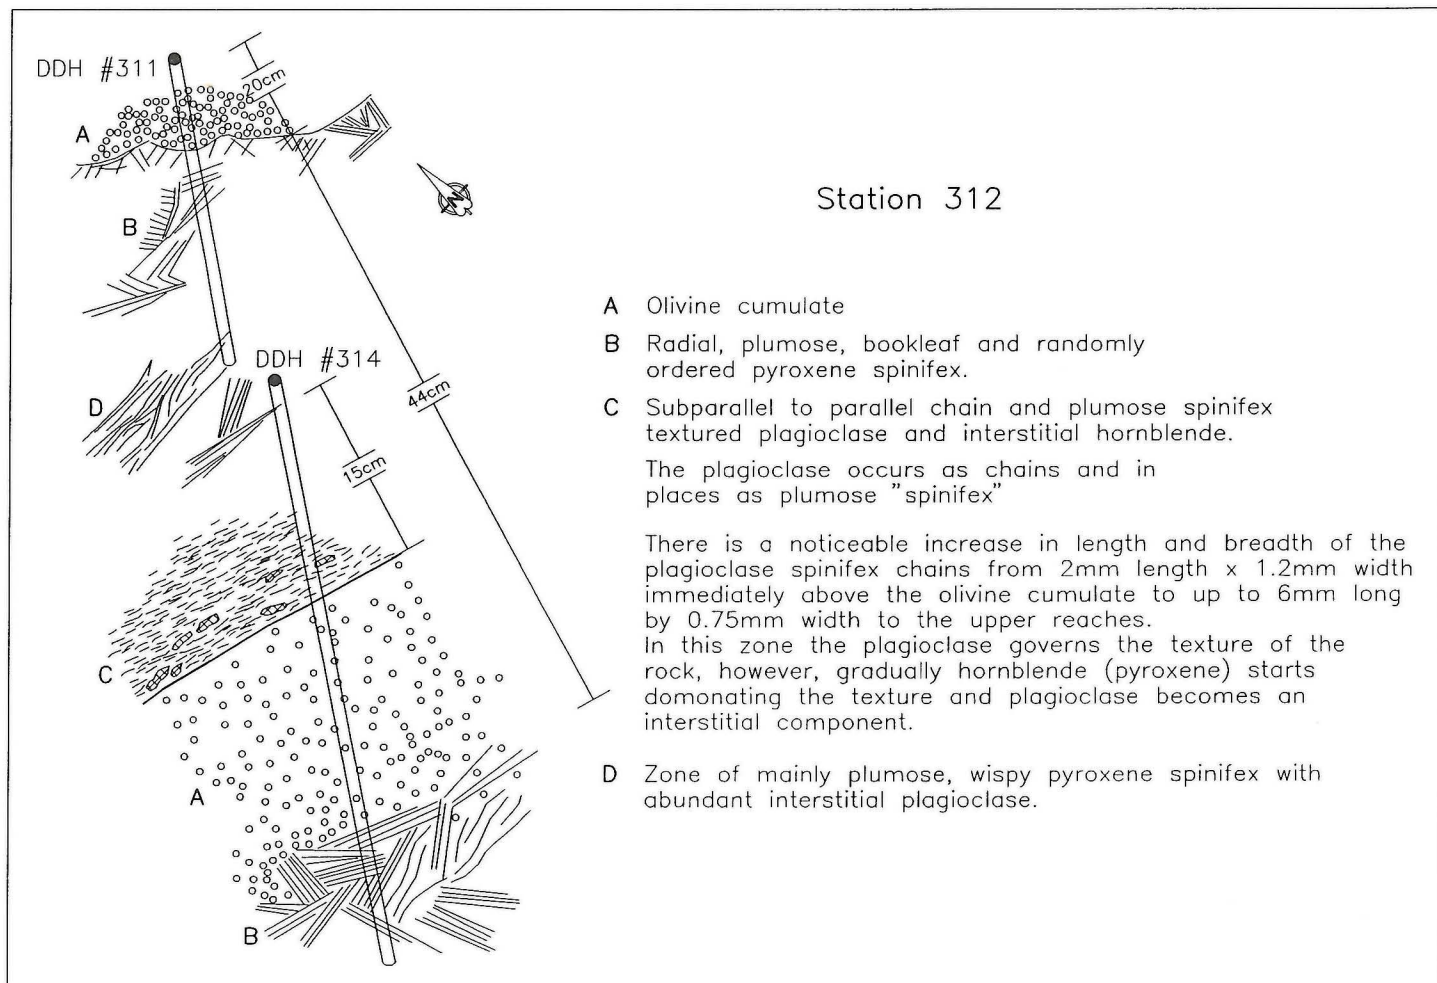 DDH #311
20cm
A
B
N
Station 312
DDH #314
D
44cm
15cm
C
A
B
A Olivine cumulate
B Radial, plumose, bookleaf and randomly
ordered pyroxene spinifex.
C Subparallel to parallel chain and plumose spinifex
textured plagioclase and interstitial hornblende.
The plagioclase occurs as chains and in
places as plumose "spinifex"
There is a noticeable increase in length and breadth of the
plagioclase spinifex chains from 2mm length x 1.2mm width
immediately above the olivine cumulate to up to 6mm long
by 0.75mm width to the upper reaches.
In this zone the plagioclase governs the texture of the
rock, however, gradually hornblende (pyroxene) starts
domonating the texture and plagioclase becomes an
interstitial component.
D Zone of mainly plumose, wispy pyroxene spinifex with
abundant interstitial plagioclase.